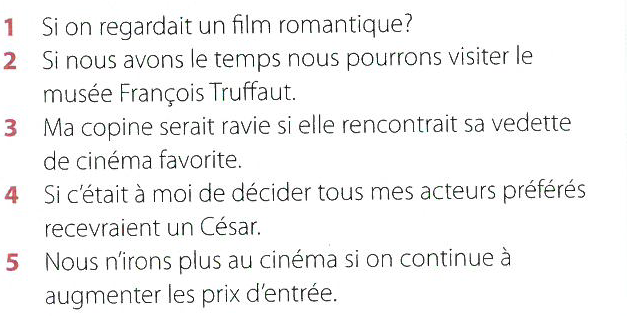 1 Si on regardait un film romantique?
2 Si nous avons le temps nous pourrons visiter le
musée François Truffaut.
3 Ma copine serait ravie si elle rencontrait sa vedette
de cinéma favorite.
4 Si c'était à moi de décider tous mes acteurs préférés
recevraient un César.
5 Nous n'irons plus au cinéma si on continue à
augmenter les prix d'entrée.